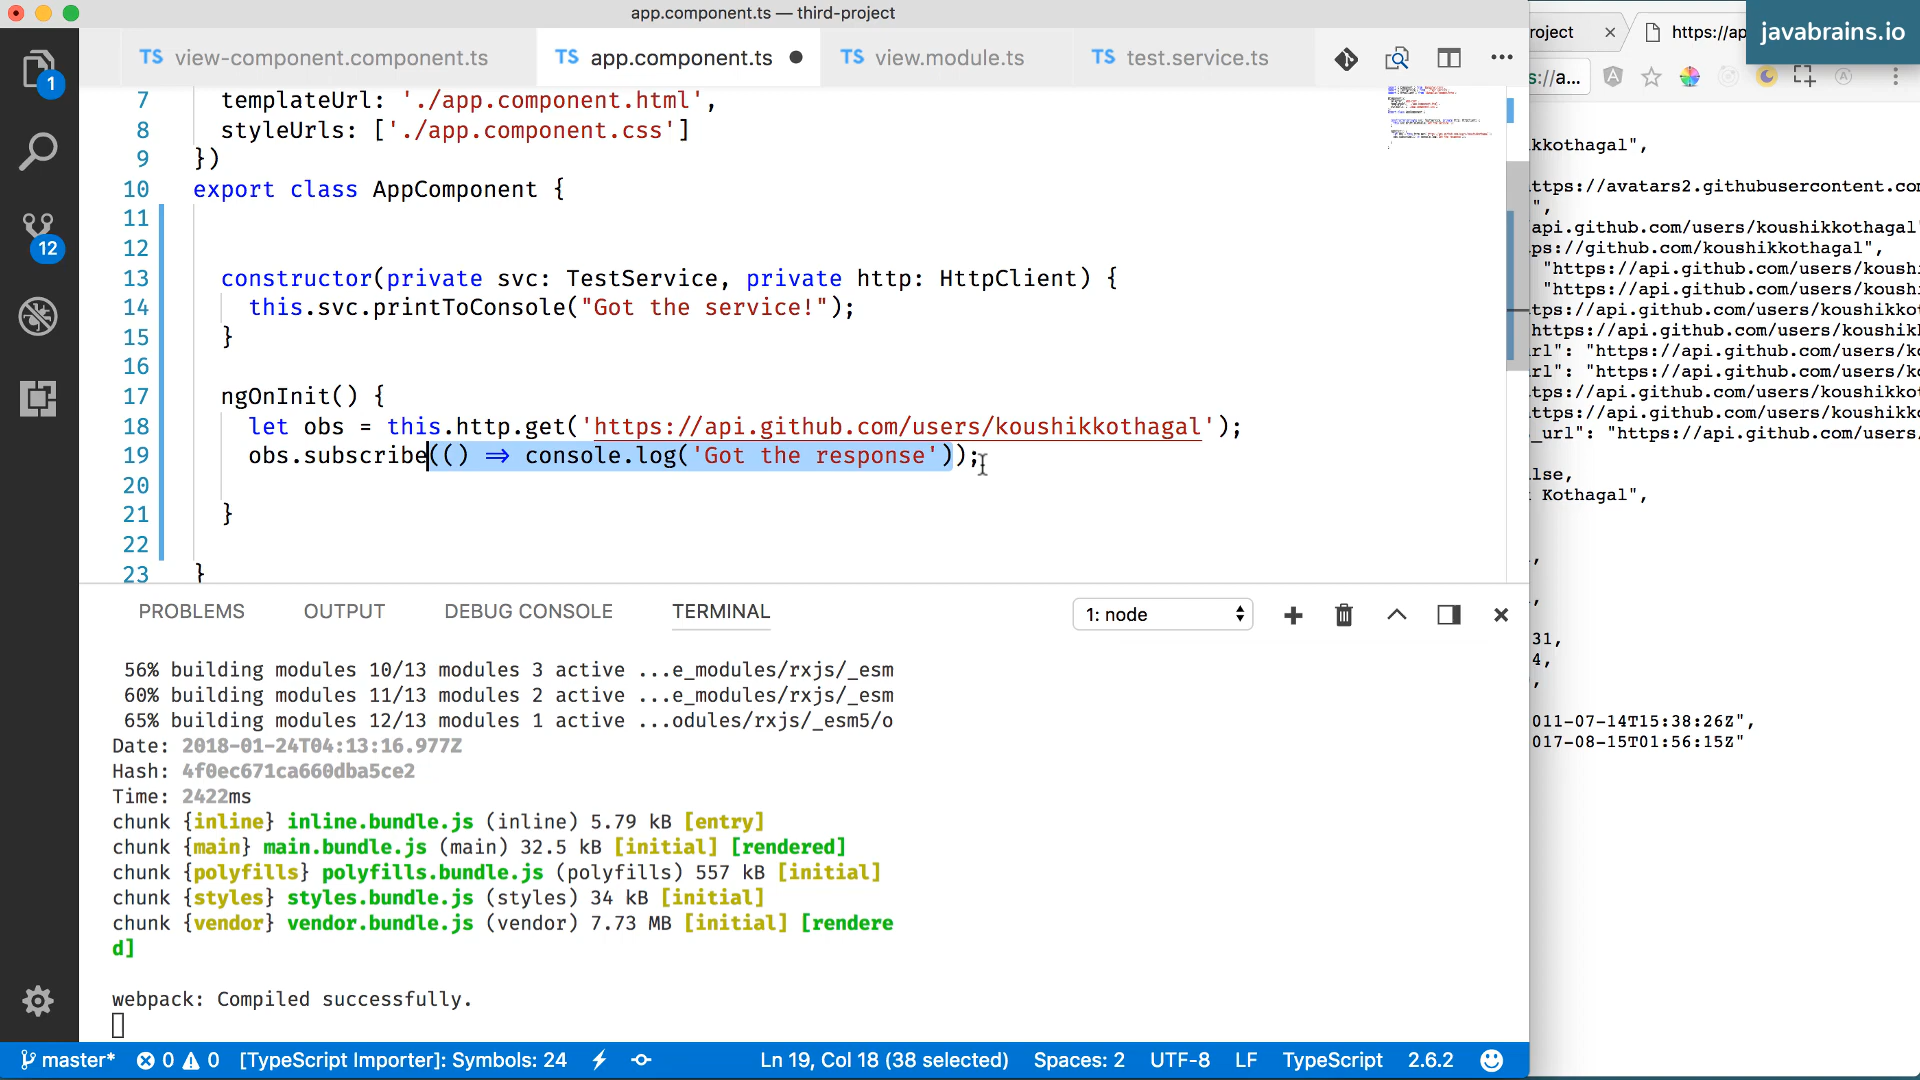 app.component.ts — third-project
TS view-component.component.ts
TS app.component.ts
TS view.module.ts
TS test.service.ts
7 templateUrl: './app.component.html',
8 styleUrls: ['./app.component.css']
9 })
10 export class AppComponent {
11
12
13 constructor(private svc: TestService, private http: HttpClient) {
14 this.svc.printToConsole("Got the service!");
15 }
16
17 ngOnInit() {
18 let obs = this.http.get('https://api.github.com/users/koushikkothagal');
19 obs.subscribe(() => console.log('Got the response'));
20
21 }
22
23 }
1
12
PROBLEMS OUTPUT DEBUG CONSOLE TERMINAL 1: node
56% building modules 10/13 modules 3 active ...e_modules/rxjs/_esm
60% building modules 11/13 modules 2 active ...e_modules/rxjs/_esm
65% building modules 12/13 modules 1 active ...odules/rxjs/_esm5/o
Date: 2018-01-24T04:13:16.977Z
Hash: 4f0ec671ca660dba5ce2
Time: 2422ms
chunk {inline} inline.bundle.js (inline) 5.79 kB [entry]
chunk {main} main.bundle.js (main) 32.5 kB [initial] [rendered]
chunk {polyfills} polyfills.bundle.js (polyfills) 557 kB [initial]
chunk {styles} styles.bundle.js (styles) 34 kB [initial]
chunk {vendor} vendor.bundle.js (vendor) 7.73 MB [initial] [rendere
d]
webpack: Compiled successfully.
master* 0 0 [TypeScript Importer]: Symbols: 24 Ln 19, Col 18 (38 selected) Spaces: 2 UTF-8 LF TypeScript 2.6.2
roject https://ap
javabrains.io
s://a...
kkothagal",
ttps://avatars2.githubusercontent.com
",
api.github.com/users/koushikkothagal"
ps://github.com/koushikkothagal",
"https://api.github.com/users/koushi
"https://api.github.com/users/koushi
tps://api.github.com/users/koushikko
https://api.github.com/users/koushik
rl": "https://api.github.com/users/k
rl": "https://api.github.com/users/k
ttps://api.github.com/users/koushikk
ttps://api.github.com/users/koushikk
_url": "https://api.github.com/users
lse,
Kothagal",
,
,
31,
4,
,
011-07-14T15:38:26Z",
017-08-15T01:56:15Z"